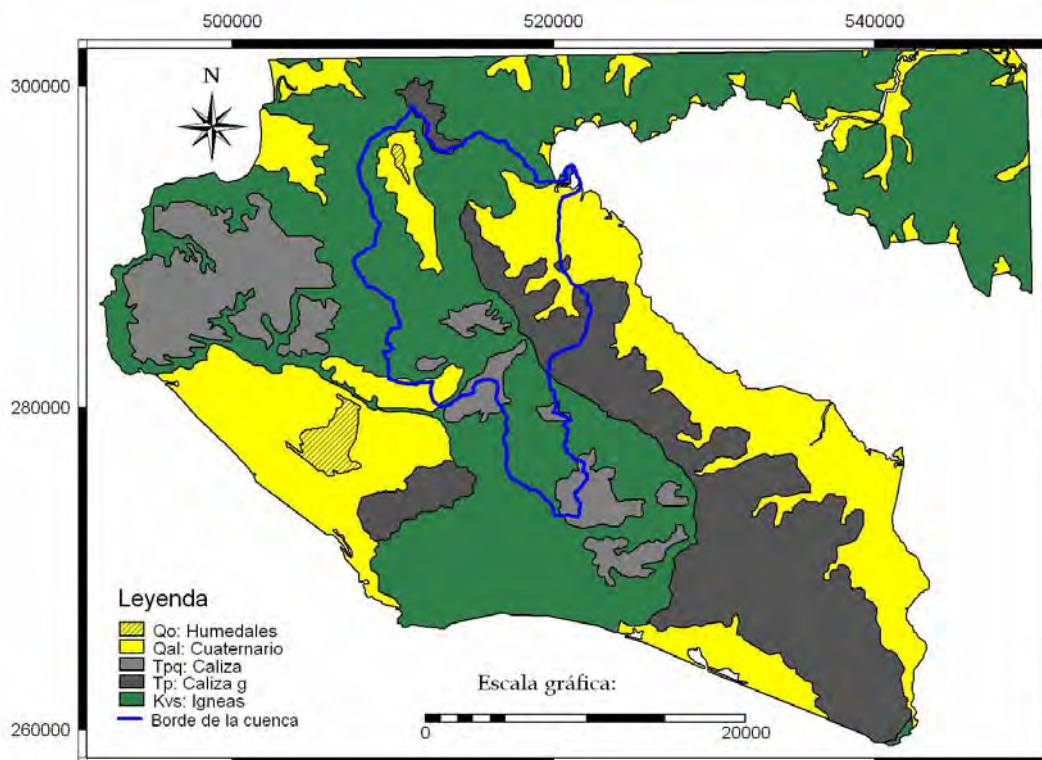 500000 520000 540000
300000
N
280000
Leyenda
Qo: Humedales
Qal: Cuaternario
Tpq: Caliza
Tp: Caliza g
Kvs: Igneas
Borde de la cuenca
Escala gráfica:
0 20000
260000